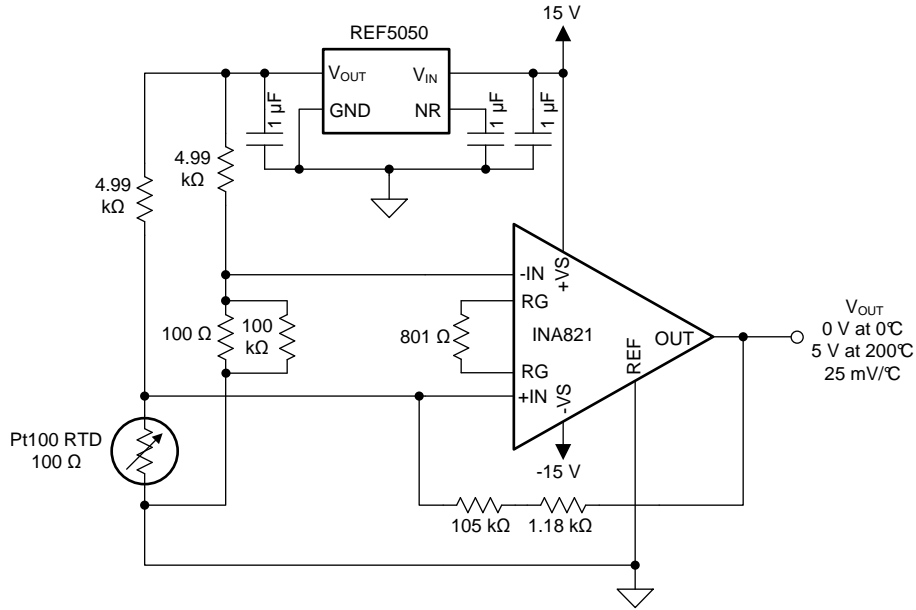 15 V
REF5050
VOUT
VIN
GND
NR
1 µF
1 µF
1 µF
4.99
kΩ
4.99
kΩ
-IN
+VS
RG
100 Ω
100
kΩ
801 Ω
INA821
REF
OUT
RG
+IN
-VS
VOUT
0 V at 0°C
5 V at 200°C
25 mV/°C
Pt100 RTD
100 Ω
-15 V
105 kΩ
1.18 kΩ